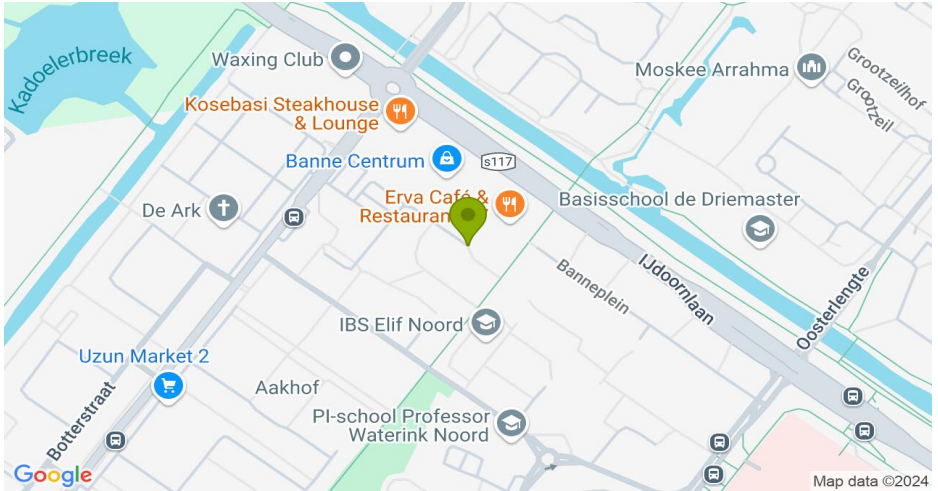 Kadoelerbreek
Waxing Club
Moskee Arrahma
Grootzeilhof
Grootzeil
Kosebasi Steakhouse
& Lounge
Banne Centrum
s117
Erva Café &
Basisschool de Driemaster
De Ark
IJdoornlaan
Banneplein
Oosterlengte
IBS Elif Noord
Uzun Market 2
Aakhof
Botterstraat
PI-school Professor
Waterink Noord
Google
Map data ©2024